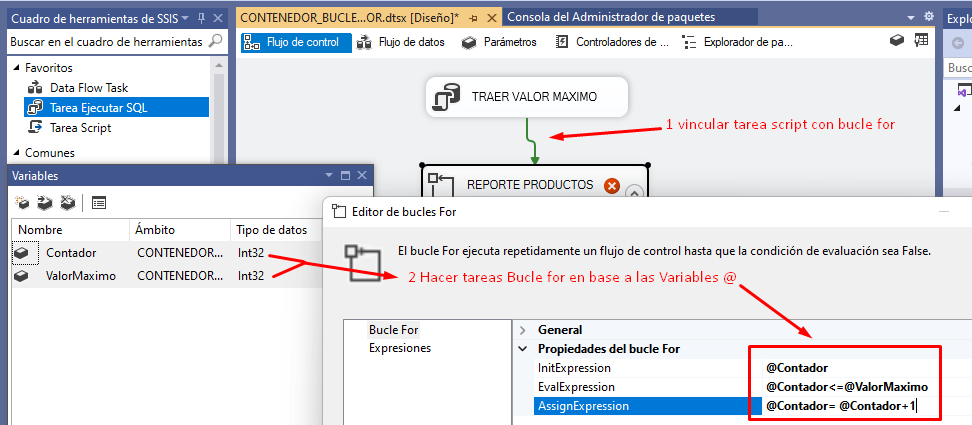 Cuadro de herramientas de SSIS
Buscar en el cuadro de herramientas
Favoritos
Data Flow Task
Tarea Ejecutar SQL
Tarea Script
Comunes
CONTENEDOR_BUCLE...OR.dtsx [Diseño]*
Consola del Administrador de paquetes
Flujo de control
Flujo de datos
Parámetros
Controladores de ...
Explorador de pa...
TRAER VALOR MAXIMO
1 vincular tarea script con bucle for
REPORTE PRODUCTOS
Variables
Nombre
Ámbito
Tipo de datos
Contador
CONTENEDOR...
Int32
ValorMaximo
CONTENEDOR...
Int32
Editor de bucles For
El bucle For ejecuta repetidamente un flujo de control hasta que la condición de evaluación sea False.
2 Hacer tareas Bucle for en base a las Variables @
Bucle For
Expresiones
General
Propiedades del bucle For
InitExpression
@Contador
EvalExpression
@Contador<=@ValorMaximo
AssignExpression
@Contador= @Contador+1
Explo
Busc